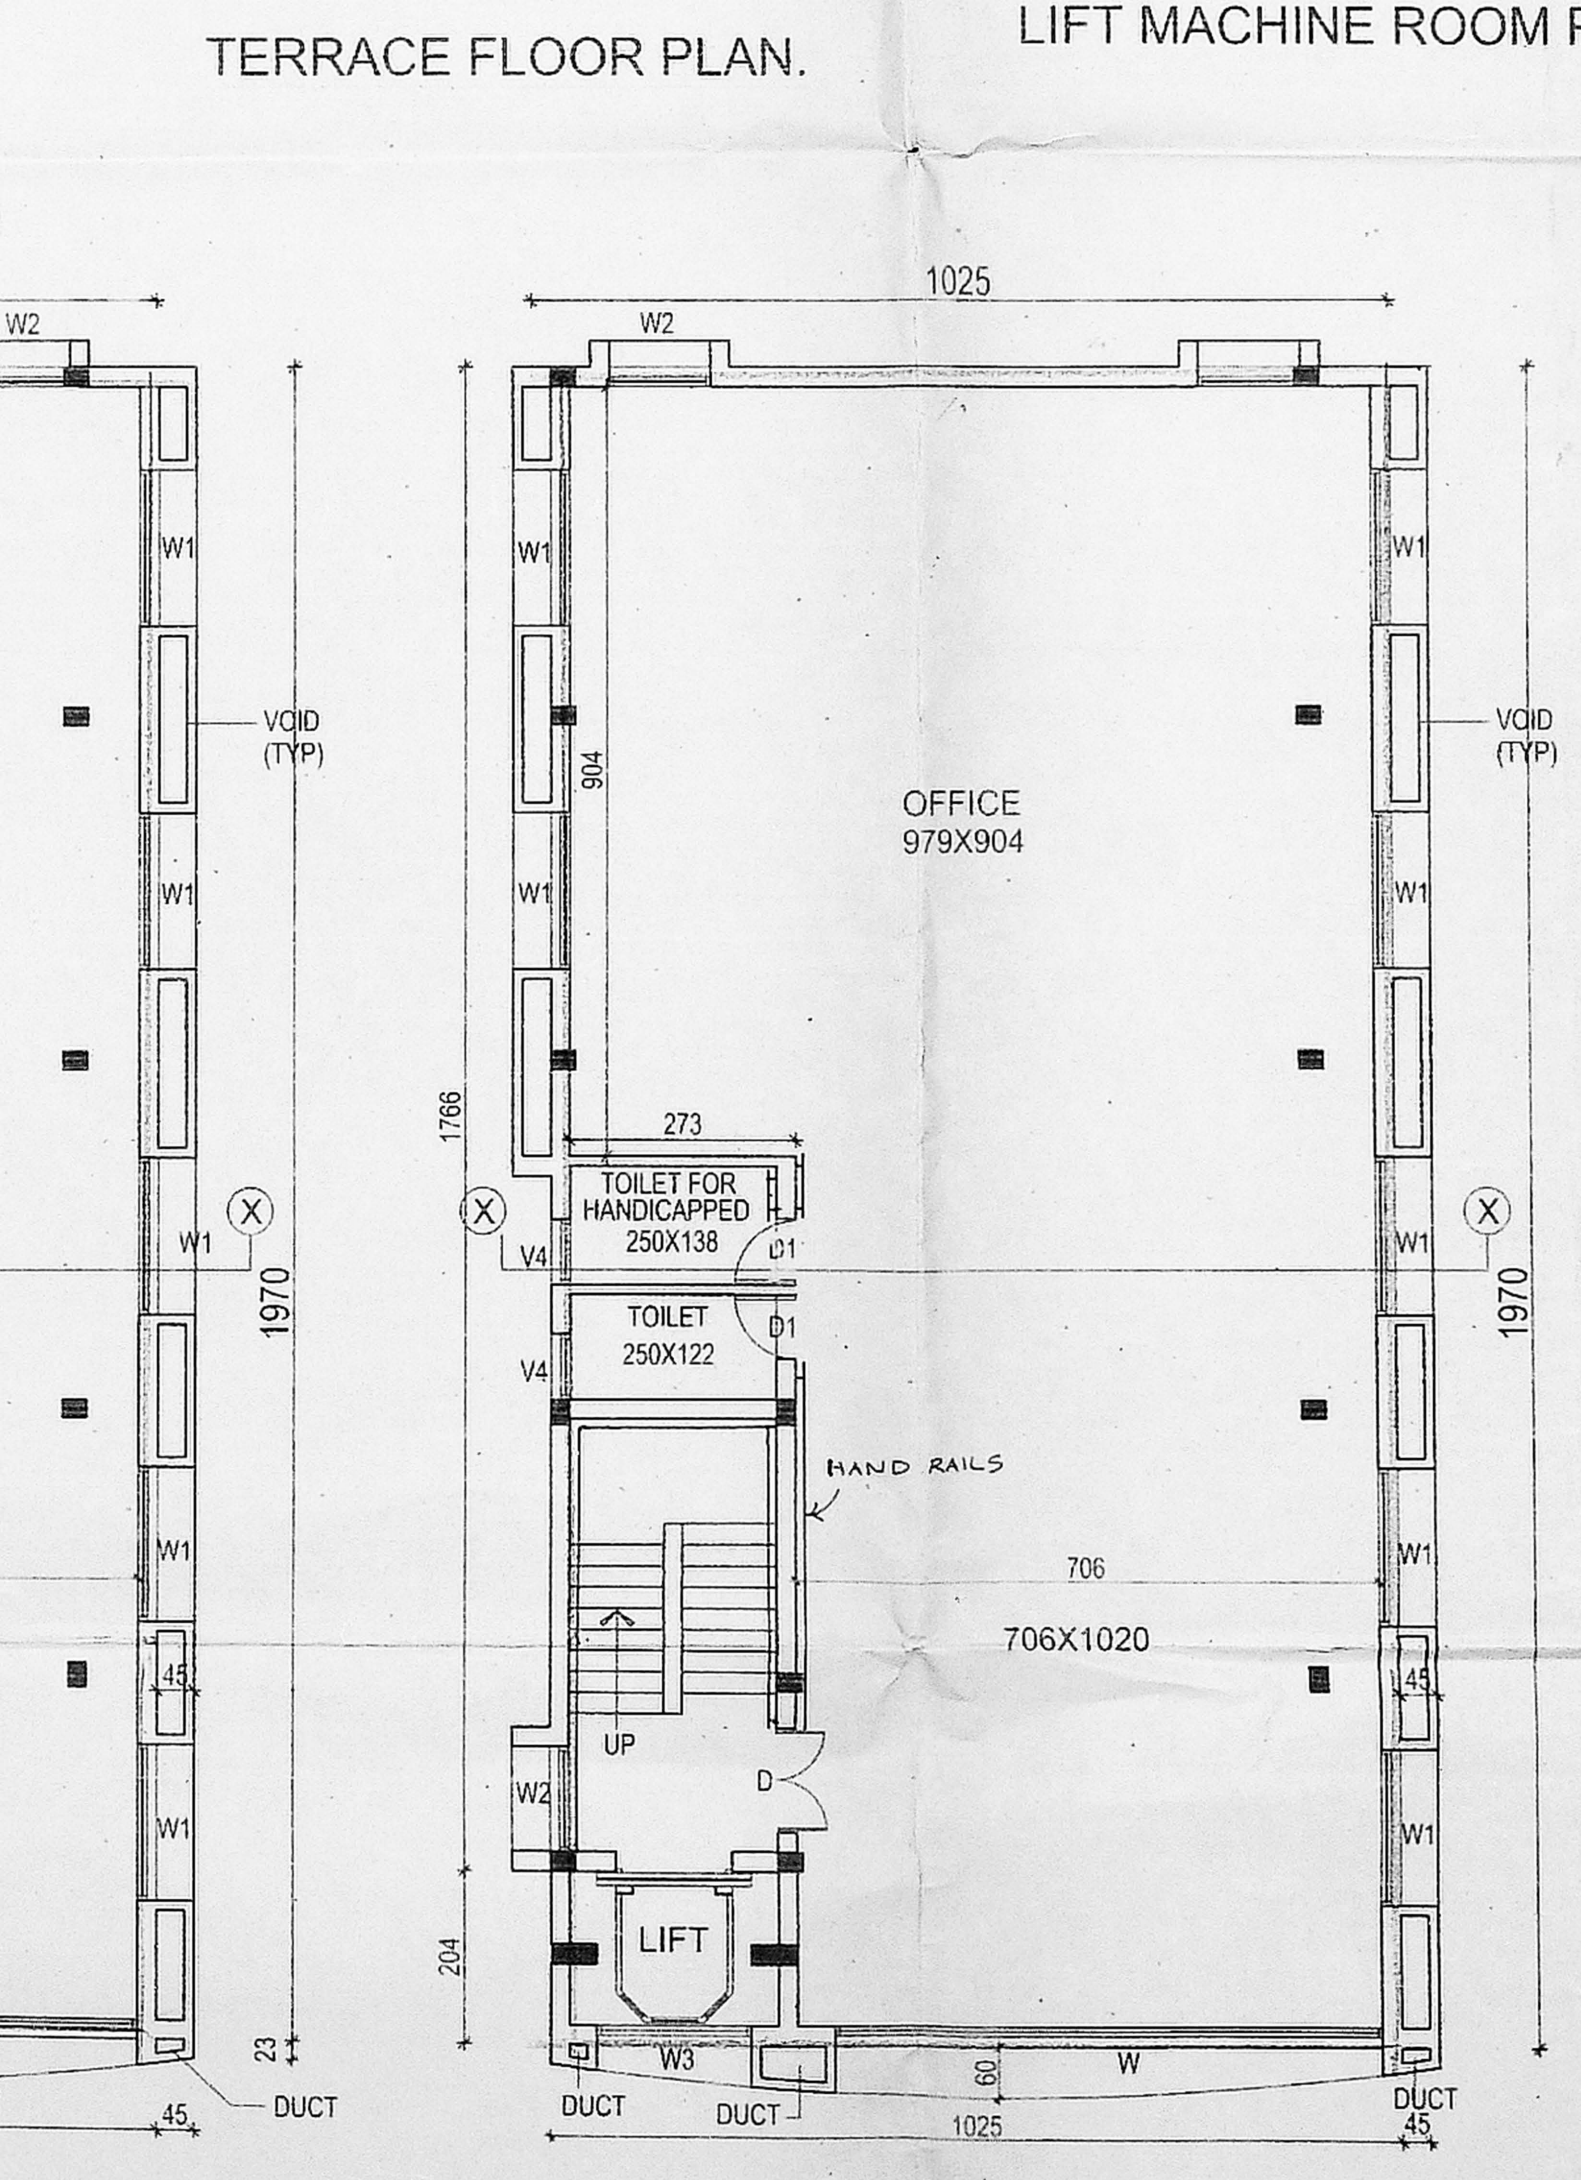 TERRACE FLOOR PLAN.
LIFT MACHINE ROOM
1025
W2
W2
W1
W1
W1
VOID
(TYP)
904
OFFICE
979X904
VOID
(TYP)
W1
W1
W1
1766
273
TOILET FOR
HANDICAPPED
250X138
X
X
X
W1
V4
D1
W1
1970
1970
TOILET
250X122
D1
V4
HAND RAILS
W1
706
W1
706X1020
45
45
UP
D
W2
W1
W1
LIFT
204
23
W3
60
W
DUCT
DUCT
DUCT
DUCT
45
1025
45